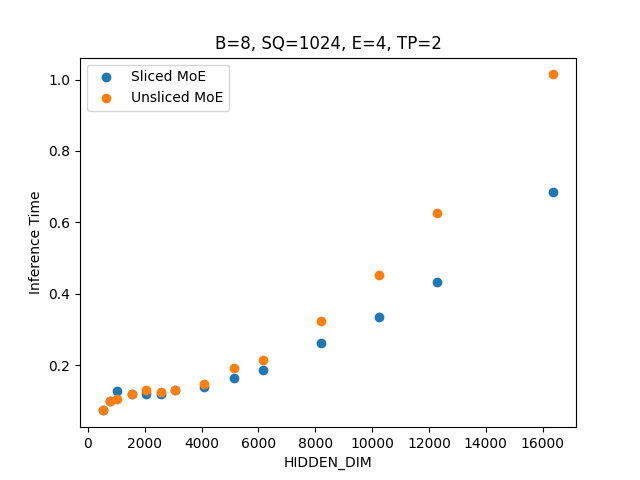 B=8, SQ=1024, E=4, TP=2
Sliced MoE
Unsliced MoE
1.0
0.8
0.6
0.4
0.2
Inference Time
0 2000 4000 6000 8000 10000 12000 14000 16000
HIDDEN_DIM